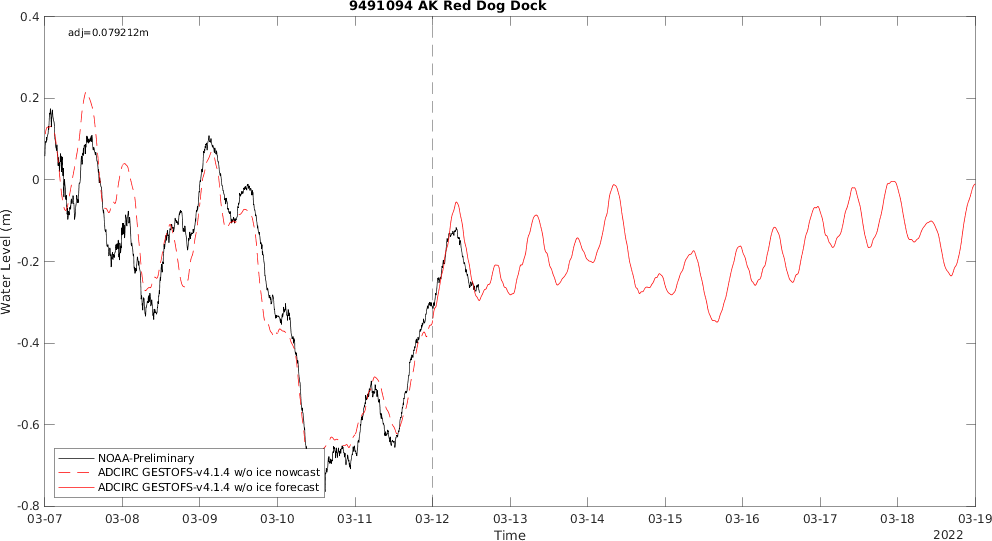 9491094 AK Red Dog Dock
adj=0.079212m
0.4
0.2
0
-0.2
-0.4
-0.6
-0.8
Water Level (m)
NOAA-Preliminary
ADCIRC GESTOFS-v4.1.4 w/o ice nowcast
ADCIRC GESTOFS-v4.1.4 w/o ice forecast
03-07 03-08 03-09 03-10 03-11 03-12 03-13 03-14 03-15 03-16 03-17 03-18 03-19
Time
2022